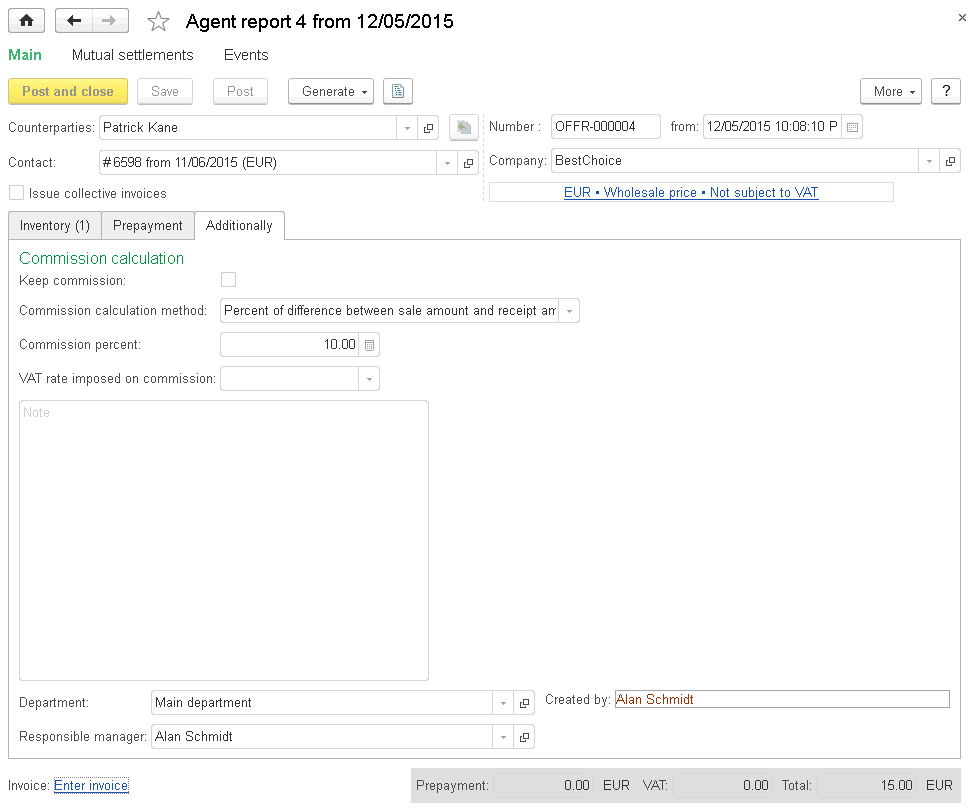 Agent report 4 from 12/05/2015
Main Mutual settlements Events
Post and close Save Post Generate More ?
Counterparties: Patrick Kane Number : OFFR-000004 from: 12/05/2015 10:08:10 P
Contact: #6598 from 11/06/2015 (EUR) Company: BestChoice
Issue collective invoices EUR • Wholesale price • Not subject to VAT
Inventory (1) Prepayment Additionally
Commission calculation
Keep commission:
Commission calculation method: Percent of difference between sale amount and receipt am
Commission percent: 10.00
VAT rate imposed on commission:
Note
Department: Main department Created by: Alan Schmidt
Responsible manager: Alan Schmidt
Invoice: Enter invoice Prepayment: 0.00 EUR VAT: 0.00 Total: 15.00 EUR